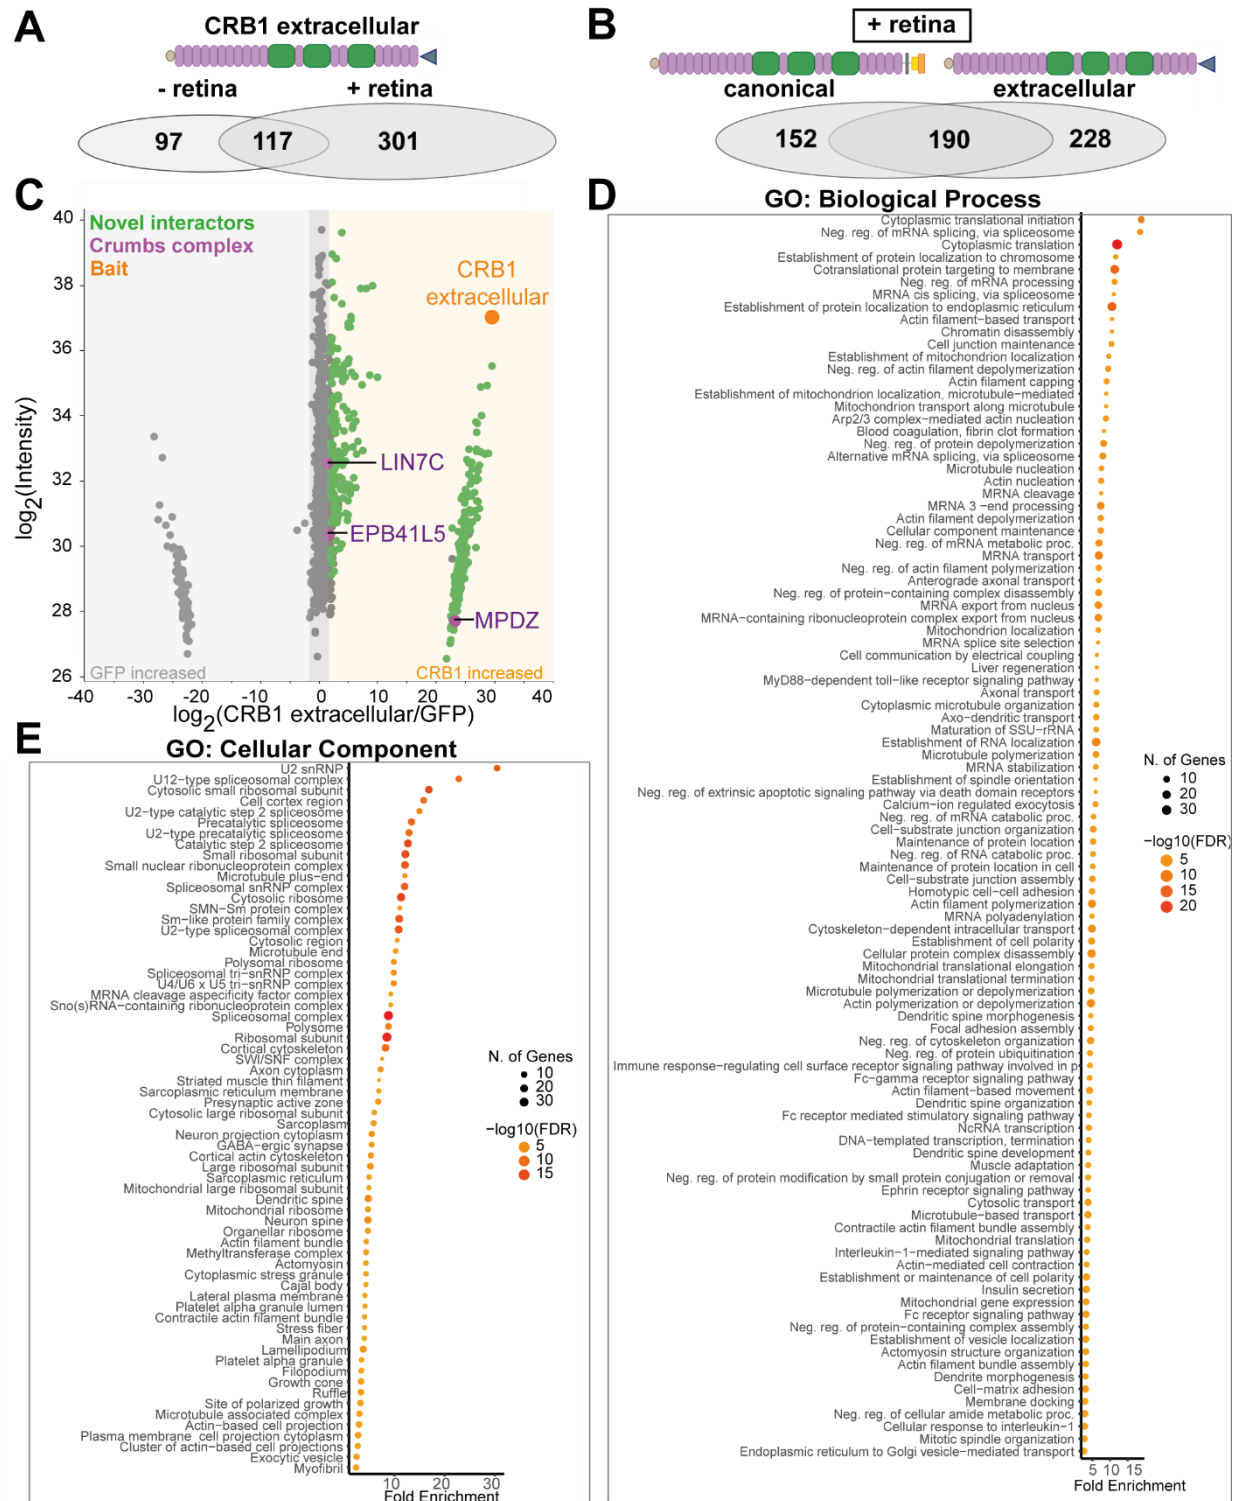 A
CRB1 extracellular
- retina
+ retina
97
117
301
B
+ retina
canonical
extracellular
152
190
228
C
Novel interactors
Crumbs complex
Bait
CRB1
extracellular
LIN7C
EPB41L5
MPDZ
GFP increased
CRB1 increased
log2(Intensity)
40
38
36
34
32
30
28
26
-40
-30
-20
-10
0
10
20
30
40
log2(CRB1 extracellular/GFP)
D
GO: Biological Process
Cytoplasmic translational initiation
Neg. reg. of mRNA splicing, via spliceosome
Cytoplasmic translation
Establishment of protein localization to chromosome
Cotranslational protein targeting to membrane
Neg. reg. of mRNA processing
MRNA cis splicing, via spliceosome
Establishment of protein localization to endoplasmic reticulum
Actin filament−based transport
Chromatin disassembly
Cell junction maintenance
Establishment of mitochondrion localization
Neg. reg. of actin filament depolymerization
Actin filament capping
Establishment of mitochondrion localization, microtubule−mediated
Mitochondrion transport along microtubule
Arp2/3 complex−mediated actin nucleation
Blood coagulation, fibrin clot formation
Neg. reg. of protein depolymerization
Alternative mRNA splicing, via spliceosome
Microtubule nucleation
Actin nucleation
MRNA cleavage
MRNA 3 −end processing
Actin filament depolymerization
Cellular component maintenance
Neg. reg. of mRNA metabolic proc.
MRNA transport
Neg. reg. of actin filament polymerization
Anterograde axonal transport
Neg. reg. of protein−containing complex disassembly
MRNA export from nucleus
MRNA−containing ribonucleoprotein complex export from nucleus
Mitochondrion localization
MRNA splice site selection
Cell communication by electrical coupling
Liver regeneration
MyD88−dependent toll−like receptor signaling pathway
Axonal transport
Cytoplasmic microtubule organization
Axo−dendritic transport
Maturation of SSU−rRNA
Establishment of RNA localization
Microtubule polymerization
MRNA stabilization
Establishment of spindle orientation
Neg. reg. of extrinsic apoptotic signaling pathway via death domain receptors
Calcium−ion regulated exocytosis
Neg. reg. of mRNA catabolic proc.
Cell−substrate junction organization
Maintenance of protein location
Neg. reg. of RNA catabolic proc.
Maintenance of protein location in cell
Cell−substrate junction assembly
Homotypic cell−cell adhesion
Actin filament polymerization
MRNA polyadenylation
Cytoskeleton−dependent intracellular transport
Establishment of cell polarity
Cellular protein complex disassembly
Mitochondrial translational elongation
Mitochondrial translational termination
Microtubule polymerization or depolymerization
Actin polymerization or depolymerization
Dendritic spine morphogenesis
Focal adhesion assembly
Neg. reg. of cytoskeleton organization
Neg. reg. of protein ubiquitination
Immune response−regulating cell surface receptor signaling pathway involved in p
Fc−gamma receptor signaling pathway
Actin filament−based movement
Dendritic spine organization
Fc receptor mediated stimulatory signaling pathway
NcRNA transcription
DNA−templated transcription, termination
Dendritic spine development
Muscle adaptation
Neg. reg. of protein modification by small protein conjugation or removal
Ephrin receptor signaling pathway
Cytosolic transport
Microtubule−based transport
Contractile actin filament bundle assembly
Mitochondrial translation
Interleukin−1−mediated signaling pathway
Actin−mediated cell contraction
Establishment or maintenance of cell polarity
Insulin secretion
Mitochondrial gene expression
Fc receptor signaling pathway
Neg. reg. of protein−containing complex assembly
Establishment of vesicle localization
Actomyosin structure organization
Actin filament bundle assembly
Dendrite morphogenesis
Cell−matrix adhesion
Membrane docking
Neg. reg. of cellular amide metabolic proc.
Cellular response to interleukin−1
Mitotic spindle organization
Endoplasmic reticulum to Golgi vesicle−mediated transport
5 10 15
Fold Enrichment
N. of Genes
10
20
30
−log10(FDR)
5
10
15
20
E
GO: Cellular Component
U2 snRNP
U12−type spliceosomal complex
Cytosolic small ribosomal subunit
Cell cortex region
U2−type catalytic step 2 spliceosome
Precatalytic spliceosome
U2−type precatalytic spliceosome
Catalytic step 2 spliceosome
Small ribosomal subunit
Small nuclear ribonucleoprotein complex
Microtubule plus−end
Spliceosomal snRNP complex
Cytosolic ribosome
SMN−Sm protein complex
Sm−like protein family complex
U2−type spliceosomal complex
Cytosolic region
Microtubule end
Polysomal ribosome
Spliceosomal tri−snRNP complex
U4/U6 x U5 tri−snRNP complex
MRNA cleavage aspecificity factor complex
Sno(s)RNA−containing ribonucleoprotein complex
Spliceosomal complex
Polysome
Ribosomal subunit
Cortical cytoskeleton
SWI/SNF complex
Axon cytoplasm
Striated muscle thin filament
Sarcoplasmic reticulum membrane
Presynaptic active zone
Cytosolic large ribosomal subunit
Sarcoplasm
Neuron projection cytoplasm
GABA−ergic synapse
Cortical actin cytoskeleton
Large ribosomal subunit
Sarcoplasmic reticulum
Mitochondrial large ribosomal subunit
Dendritic spine
Mitochondrial ribosome
Neuron spine
Organellar ribosome
Actin filament bundle
Methyltransferase complex
Actomyosin
Cytoplasmic stress granule
Cajal body
Lateral plasma membrane
Platelet alpha granule lumen
Contractile actin filament bundle
Stress fiber
Main axon
Lamellipodium
Platelet alpha granule
Filopodium
Growth cone
Ruffle
Site of polarized growth
Microtubule associated complex
Actin−based cell projection
Plasma membrane cell projection cytoplasm
Cluster of actin−based cell projections
Exocytic vesicle
Myofibril
10 20 30
Fold Enrichment
N. of Genes
10
20
30
−log10(FDR)
5
10
15